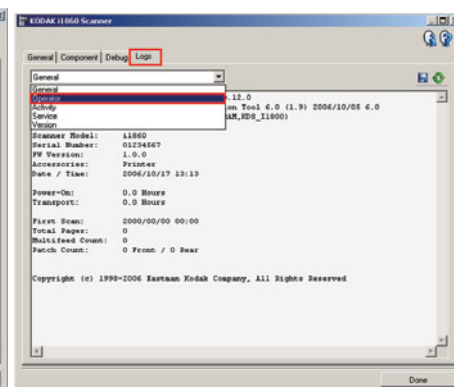 KODAK i1860 Scanner
General Component Debug Logs
General
General
Operator
Activity
Service
Version
.12.0
on Tool 6.0 (1.9) 2006/10/05 6.0
AM,KDS_I1800)
Scanner Model: i1860
Serial Number: 01234567
FW Version: 1.0.0
Accessories: Printer
Date / Time: 2006/10/17 13:13
Power-On: 0.0 Hours
Transport: 0.0 Hours
First Scan: 2000/00/00 00:00
Total Pages: 0
Multifeed Count: 0
Patch Count: 0 Front / 0 Rear
Copyright (c) 1998-2006 Eastman Kodak Company, All Rights Reserved
Done